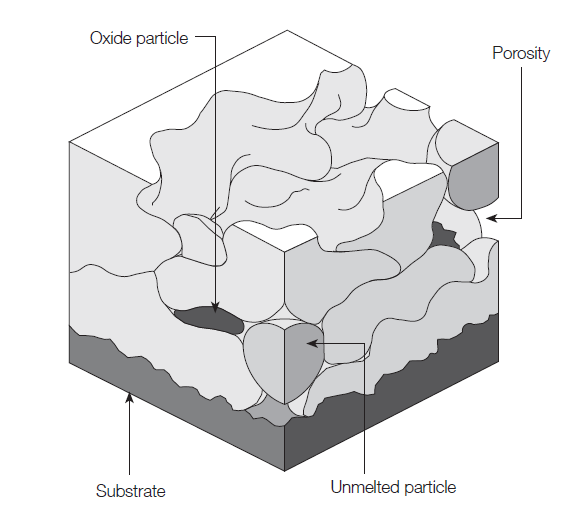 Oxide particle
Porosity
Substrate
Unmelted particle